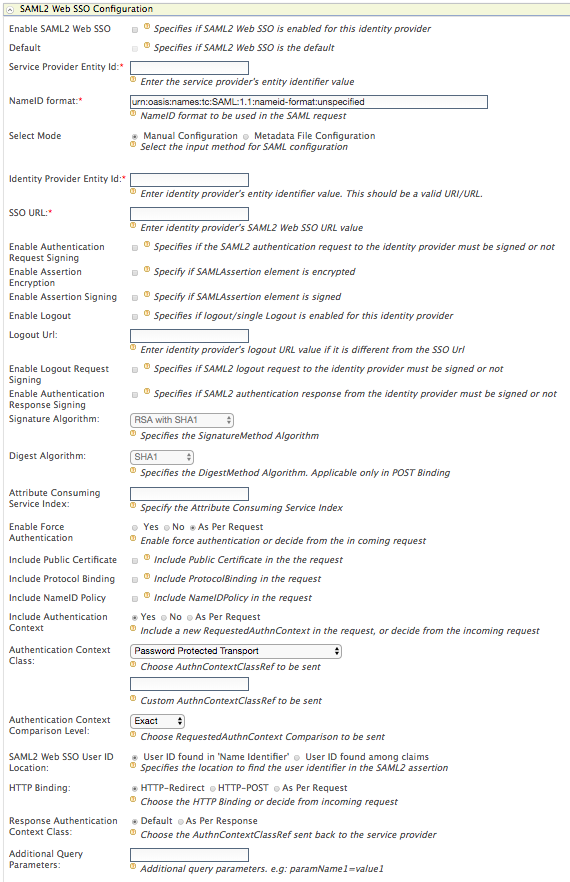 SAML2 Web SSO Configuration
Enable SAML2 Web SSO
Specifies if SAML2 Web SSO is enabled for this identity provider
Default
Specifies if SAML2 Web SSO is the default
Service Provider Entity Id:*
Enter the service provider's entity identifier value
NameID format:*
urn:oasis:names:tc:SAML:1.1:nameid-format:unspecified
NameID format to be used in the SAML request
Select Mode
Manual Configuration Metadata File Configuration
Select the input method for SAML configuration
Identity Provider Entity Id:*
Enter identity provider's entity identifier value. This should be a valid URI/URL.
SSO URL:*
Enter identity provider's SAML2 Web SSO URL value
Enable Authentication
Request Signing
Specifies if the SAML2 authentication request to the identity provider must be signed or not
Enable Assertion
Encryption
Specify if SAMLAssertion element is encrypted
Enable Assertion Signing
Specify if SAMLAssertion element is signed
Enable Logout
Specifies if logout/single Logout is enabled for this identity provider
Logout Url:
Enter identity provider's logout URL value if it is different from the SSO Url
Enable Logout Request
Signing
Specifies if SAML2 logout request to the identity provider must be signed or not
Enable Authentication
Response Signing
Specifies if SAML2 authentication response from the identity provider must be signed or not
Signature Algorithm:
RSA with SHA1
Specifies the SignatureMethod Algorithm
Digest Algorithm:
SHA1
Specifies the DigestMethod Algorithm. Applicable only in POST Binding
Attribute Consuming
Service Index:
Specify the Attribute Consuming Service Index
Enable Force
Authentication
Yes No As Per Request
Enable force authentication or decide from the in coming request
Include Public Certificate
Include Public Certificate in the the request
Include Protocol Binding
Include ProtocolBinding in the request
Include NameID Policy
Include NameIDPolicy in the request
Include Authentication
Context
Yes No As Per Request
Include a new RequestedAuthnContext in the request, or decide from the incoming request
Authentication Context
Class:
Password Protected Transport
Choose AuthnContextClassRef to be sent
Custom AuthnContextClassRef to be sent
Authentication Context
Comparison Level:
Exact
Choose RequestedAuthnContext Comparison to be sent
SAML2 Web SSO User ID
Location:
User ID found in 'Name Identifier' User ID found among claims
Specifies the location to find the user identifier in the SAML2 assertion
HTTP Binding:
HTTP-Redirect HTTP-POST As Per Request
Choose the HTTP Binding or decide from incoming request
Response Authentication
Context Class:
Default As Per Response
Choose the AuthnContextClassRef sent back to the service provider
Additional Query
Parameters:
Additional query parameters. e.g: paramName1=value1